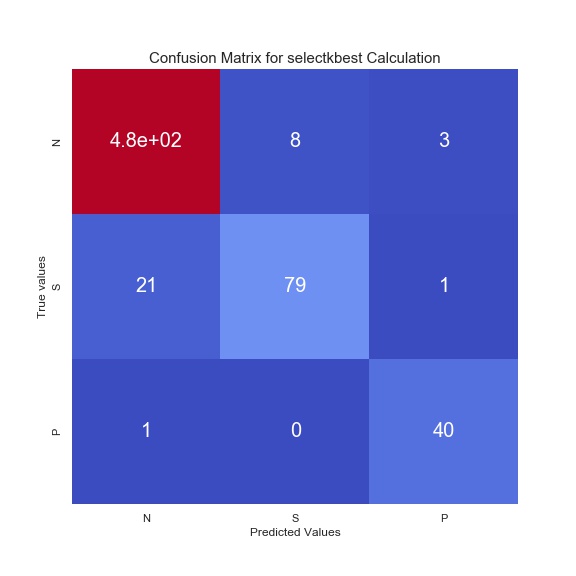 Confusion Matrix for selectkbest Calculation
N
4.8e+02 8 3
True values
S
21 79 1
P
1 0 40
N S P
Predicted Values